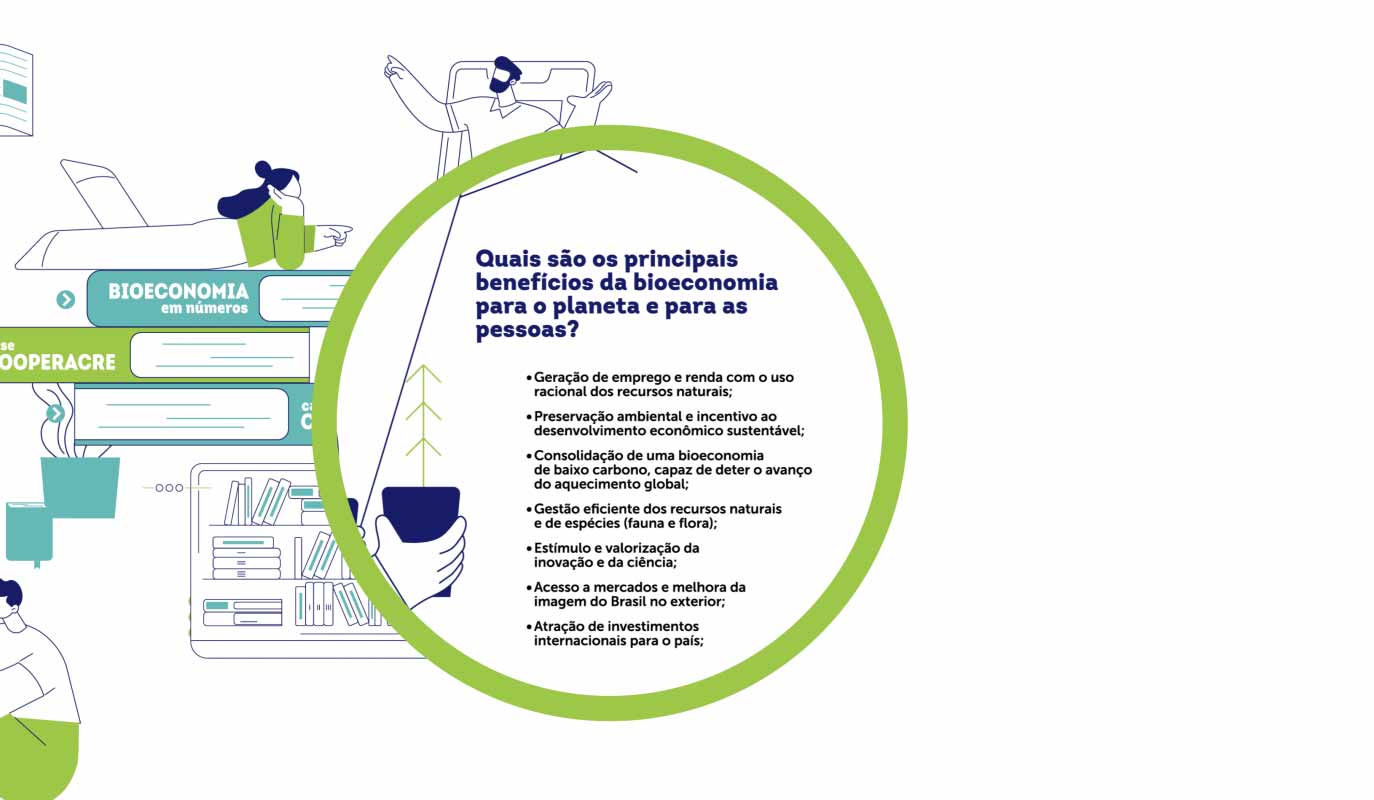 BIOECONOMIA
em números
se
OOPERACRE
Quais são os principais
benefícios da bioeconomia
para o planeta e para as
pessoas?
• Geração de emprego e renda com o uso
racional dos recursos naturais;
• Preservação ambiental e incentivo ao
desenvolvimento econômico sustentável;
• Consolidação de uma bioeconomia
de baixo carbono, capaz de deter o avanço
do aquecimento global;
• Gestão eficiente dos recursos naturais
e de espécies (fauna e flora);
• Estímulo e valorização da
inovação e da ciência;
• Acesso a mercados e melhora da
imagem do Brasil no exterior;
• Atração de investimentos
internacionais para o país;